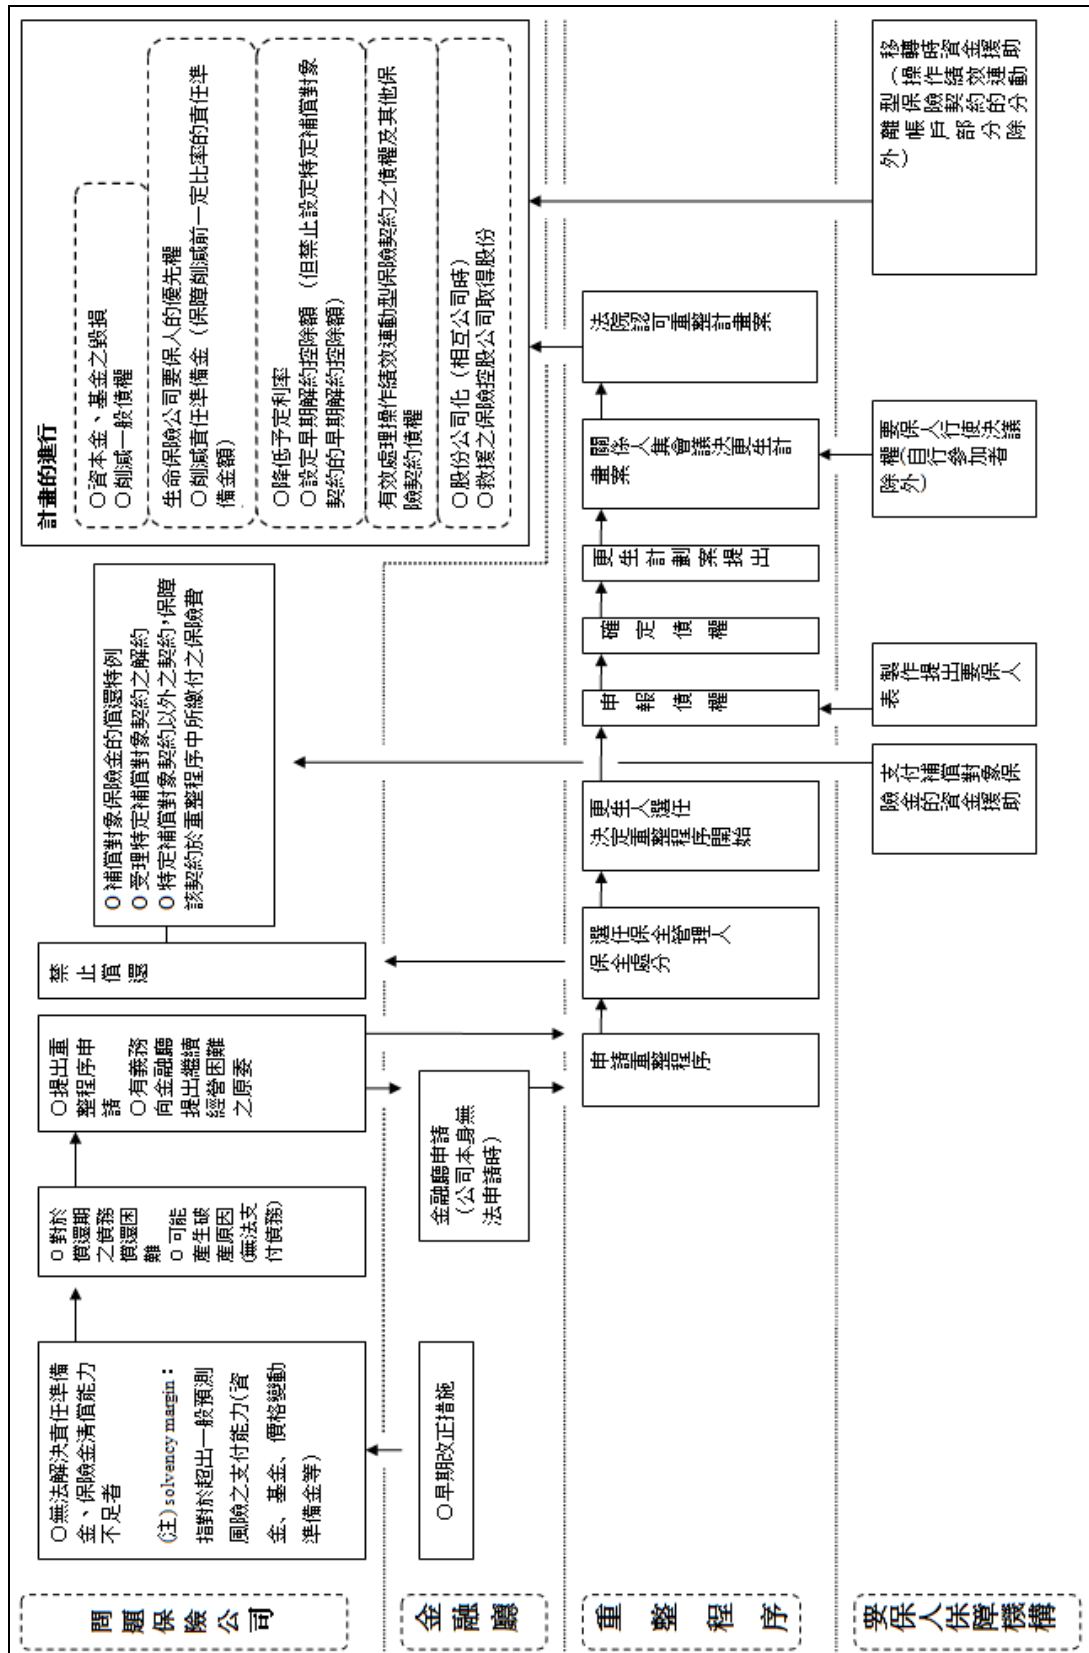 問題保險公司
○無法解決責任準備
金、保險金清償能力
不足者
(注) solvency margin：
指對於超出一般預測
風險之支付能力(資
金、基金、價格變動
準備金等)
○對於
償還期
之債務
償還困
難
○可能
產生破
產原因
(無法支
付債務)
○提出重
整程序申
請
○有義務
向金融廳
提出繼續
經營困難
之原委
禁止
償還
○補償對象保險金的償還特例
○受理特定補償對象契約之解約
○特定補償對象契約以外之契約,保障
該契約於重整程序中所繳付之保險費
計畫的進行
○資本金、基金之毀損
○削減一般債權
生命保險公司要保人的優先權
○削減責任準備金（保障削減前一定比率的責任準
備金額）
○降低予定利率
○設定早期解約控除額（但禁止設定特定補償對象
契約的早期解約控除額）
有效處理操作績效連動型保險契約之債權及其他保
險契約債權
○股份公司化（相互公司時）
○救援之保險控股公司取得股份
金融廳
○早期改正措施
金融廳申請
(公司本身無
法申請時)
重整程序
申請重整程序
選任保全管理人
保全處分
更生人選任
決定重整程序開始
申報債權
確定債權
更生計劃案提出
關係人集會議決更生計
畫案
法院認可重整計畫案
要保人保障機構
支付補償對象保
險金的資金援助
製作提出要保人
表
要保人行使決議
權(自行參加者
除外)
移轉時資金援助
（操作績效連動
型保險契約的分
離帳戶部分除
外）